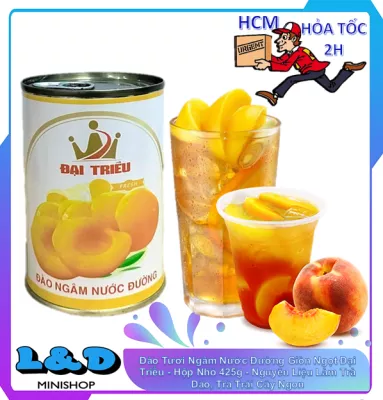 HCM
HỎA TỐC
2H
URGENT
ĐẠI TRIỀU
ĐÀO NGÂM NƯỚC ĐƯỜNG
L&D
MINISHOP
Đào Tươi Ngâm Nước Đường Giòn Ngọt Đại
Triều - Hộp Nhỏ 425g - Nguyên Liệu Làm Trà
Đào, Trà Trái Cây Ngon